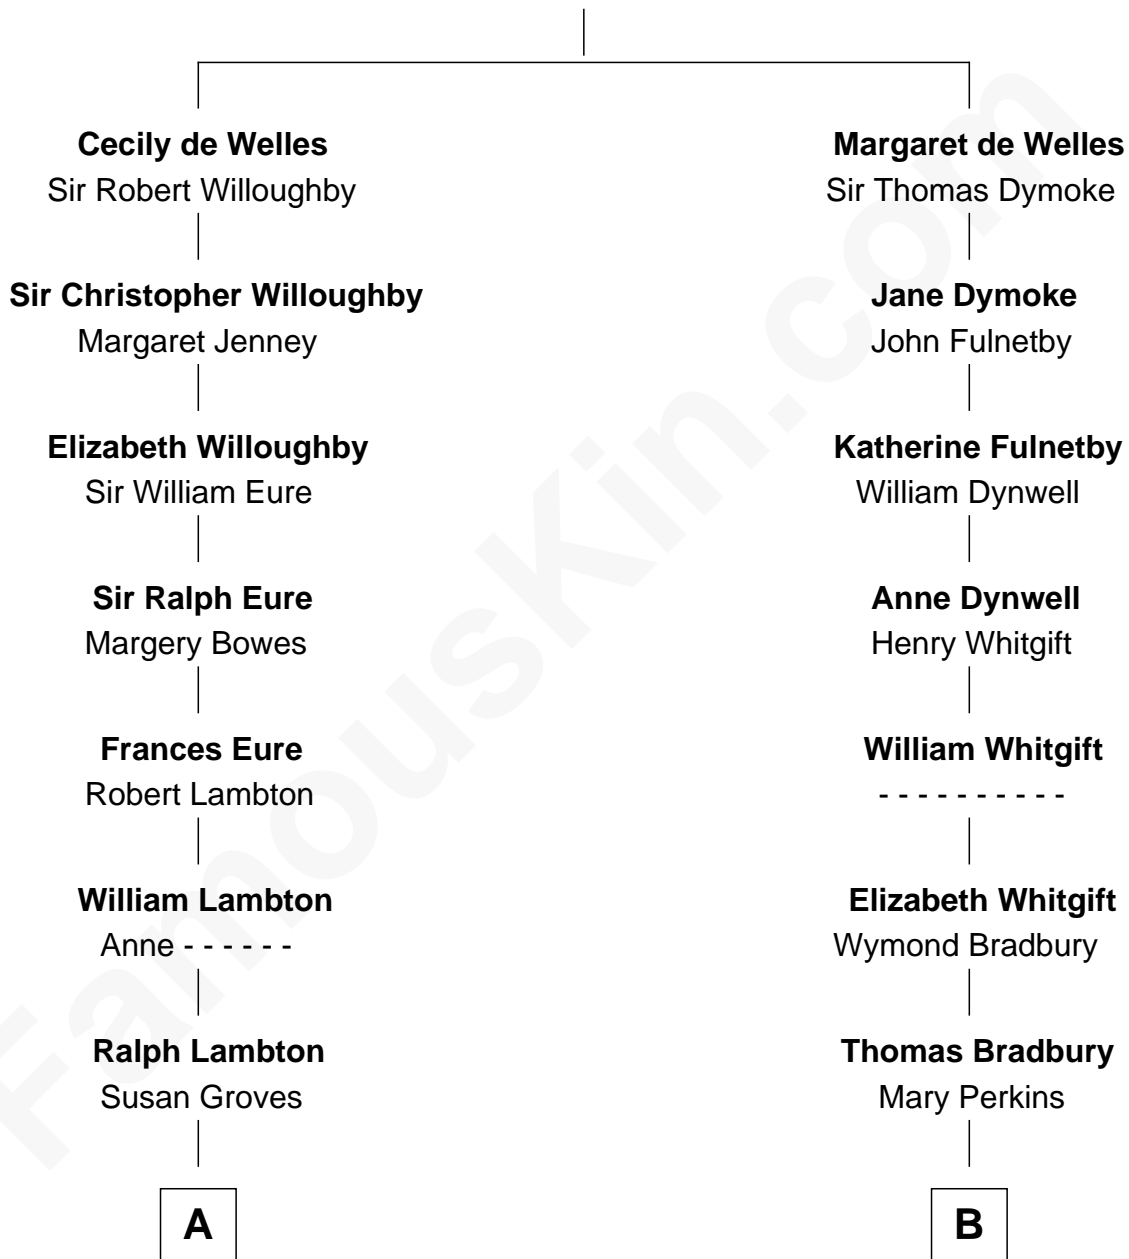 Cecily de Welles
Sir Robert Willoughby
Sir Christopher Willoughby
Margaret Jenney
Elizabeth Willoughby
Sir William Eure
Sir Ralph Eure
Margery Bowes
Frances Eure
Robert Lambton
William Lambton
Anne - - - - - -
Ralph Lambton
Susan Groves
A
Margaret de Welles
Sir Thomas Dymoke
Jane Dymoke
John Fulnetby
Katherine Fulnetby
William Dynwell
Anne Dynwell
Henry Whitgift
William Whitgift
- - - - - - - - - -
Elizabeth Whitgift
Wymond Bradbury
Thomas Bradbury
Mary Perkins
B
FamousKin.com